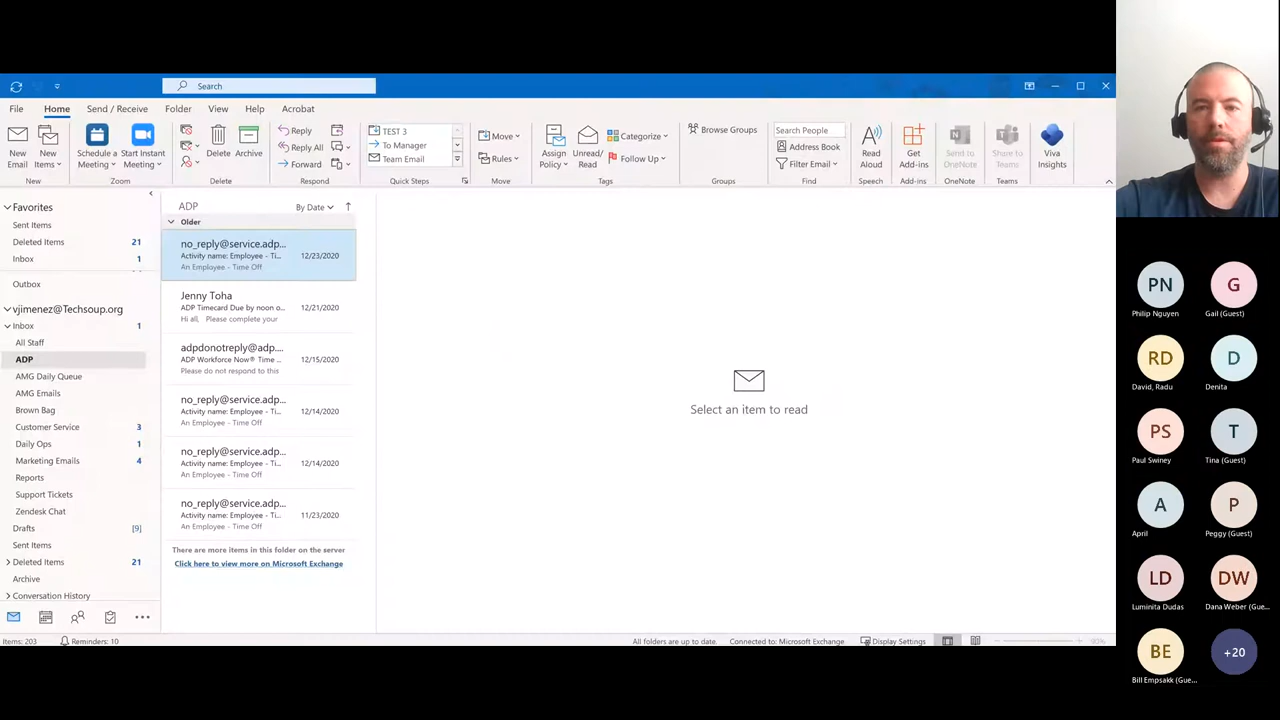 Search
File Home Send / Receive Folder View Help Acrobat
New Email
New Items
New
Schedule a Meeting
Start Instant Meeting
Zoom
Delete
Archive
Delete
Reply
Reply All
Forward
Respond
TEST 3
To Manager
Team Email
Quick Steps
Move
Rules
Move
Assign Policy
Unread/ Read
Categorize
Follow Up
Tags
Browse Groups
Groups
Search People
Address Book
Filter Email
Find
Read Aloud
Speech
Get Add-ins
Add-ins
Send to OneNote
OneNote
Share to Teams
Teams
Viva Insights
Favorites
Sent Items
Deleted Items 21
Inbox 1
Outbox
vjimenez@Techsoup.org
Inbox 1
All Staff
ADP
AMG Daily Queue
AMG Emails
Brown Bag
Customer Service 3
Daily Ops 1
Marketing Emails 4
Reports
Support Tickets
Zendesk Chat
Drafts [9]
Sent Items
Deleted Items 21
Archive
Conversation History
Items: 203 Reminders: 10
ADP By Date
Older
no_reply@service.adp...
Activity name: Employee - Ti... 12/23/2020
An Employee - Time Off
Jenny Toha
ADP Timecard Due by noon o... 12/21/2020
Hi all, Please complete your
adpdonotreply@adp....
ADP Workforce Now® Time ... 12/15/2020
Please do not respond to this
no_reply@service.adp...
Activity name: Employee - Ti... 12/14/2020
An Employee - Time Off
no_reply@service.adp...
Activity name: Employee - Ti... 12/14/2020
An Employee - Time Off
no_reply@service.adp...
Activity name: Employee - Ti... 11/23/2020
An Employee - Time Off
There are more items in this folder on the server
Click here to view more on Microsoft Exchange
Select an item to read
All folders are up to date. Connected to: Microsoft Exchange Display Settings 93%
PN G
Philip Nguyen Gail (Guest)
RD D
David, Radu Denita
PS T
Paul Swiney Tina (Guest)
A P
April Peggy (Guest)
LD DW
Luminita Dudas Dana Weber (Gue...
BE +20
Bill Empsakk (Gue...